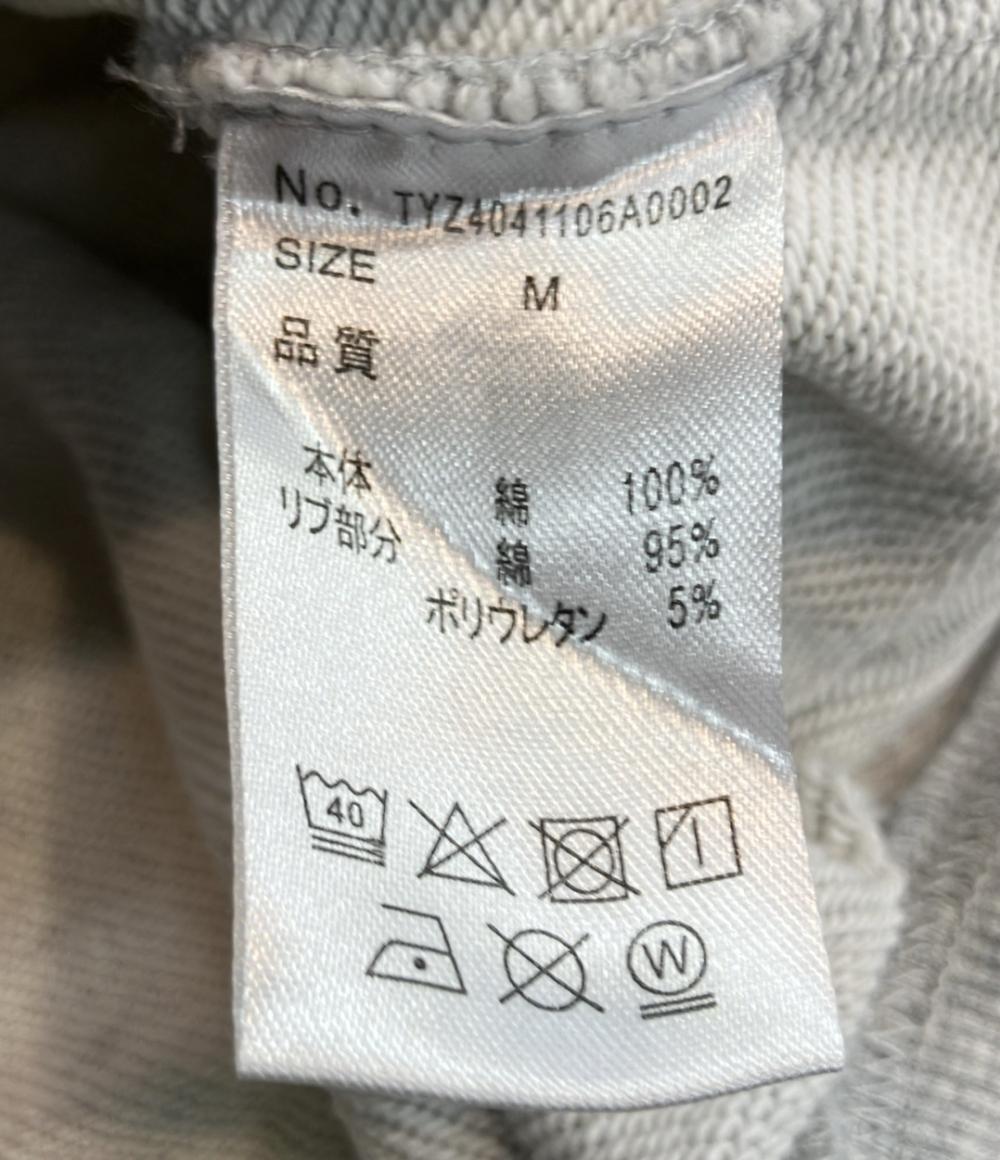 No. TYZ4041106A0002
SIZE M
品質
本体 綿 100%
リブ部分 綿 95%
ポリウレタン 5%
40
W